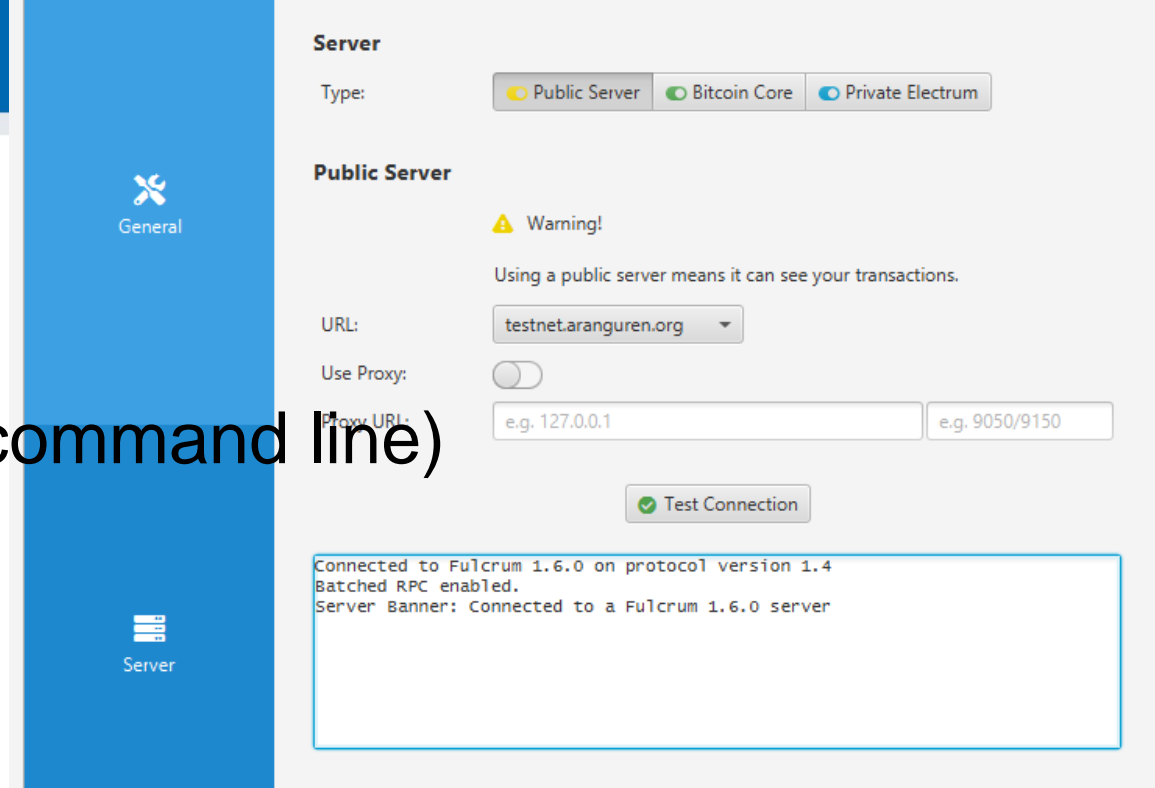 Server
Type:
Public Server
Bitcoin Core
Private Electrum
Public Server
Warning!
Using a public server means it can see your transactions.
URL:
testnet.aranguren.org
Use Proxy:
Proxy URL:
e.g. 127.0.0.1
e.g. 9050/9150
command line)
Test Connection
Connected to Fulcrum 1.6.0 on protocol version 1.4
Batched RPC enabled.
Server Banner: Connected to a Fulcrum 1.6.0 server
General
Server